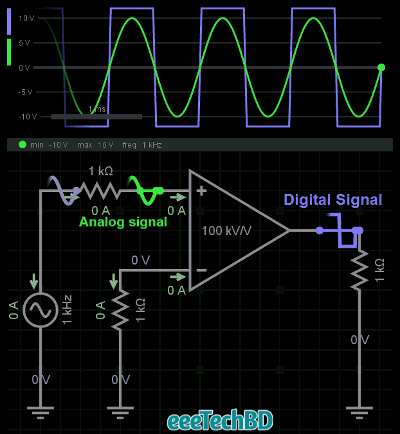 10 V
5 V
0 V
-5 V
-10 V
1 ms
min -10 V max 10 V freq 1 kHz
1 kΩ
0 A
0 A
Analog signal
Digital Signal
100 kV/V
0 V
0 A
0 A
1 kHz
0 A
1 kΩ
1 kΩ
0 V
0 V
0 V
eeeTechBD